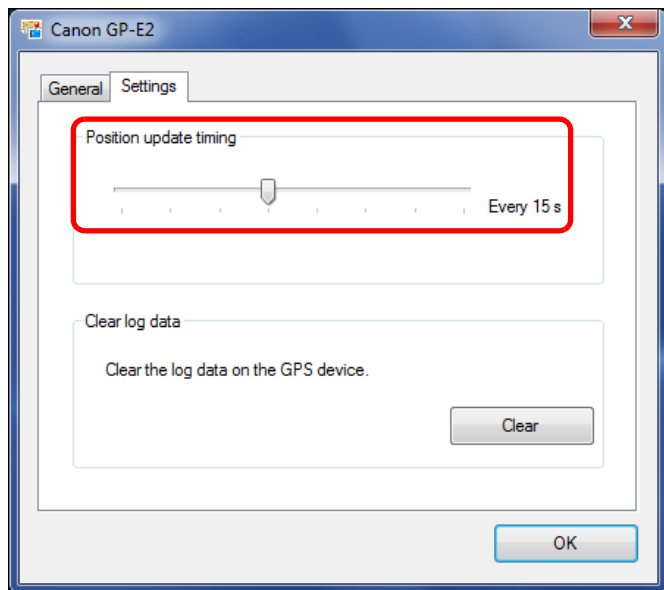 Canon GP-E2
General Settings
Position update timing
Every 15 s
Clear log data
Clear the log data on the GPS device.
Clear
OK